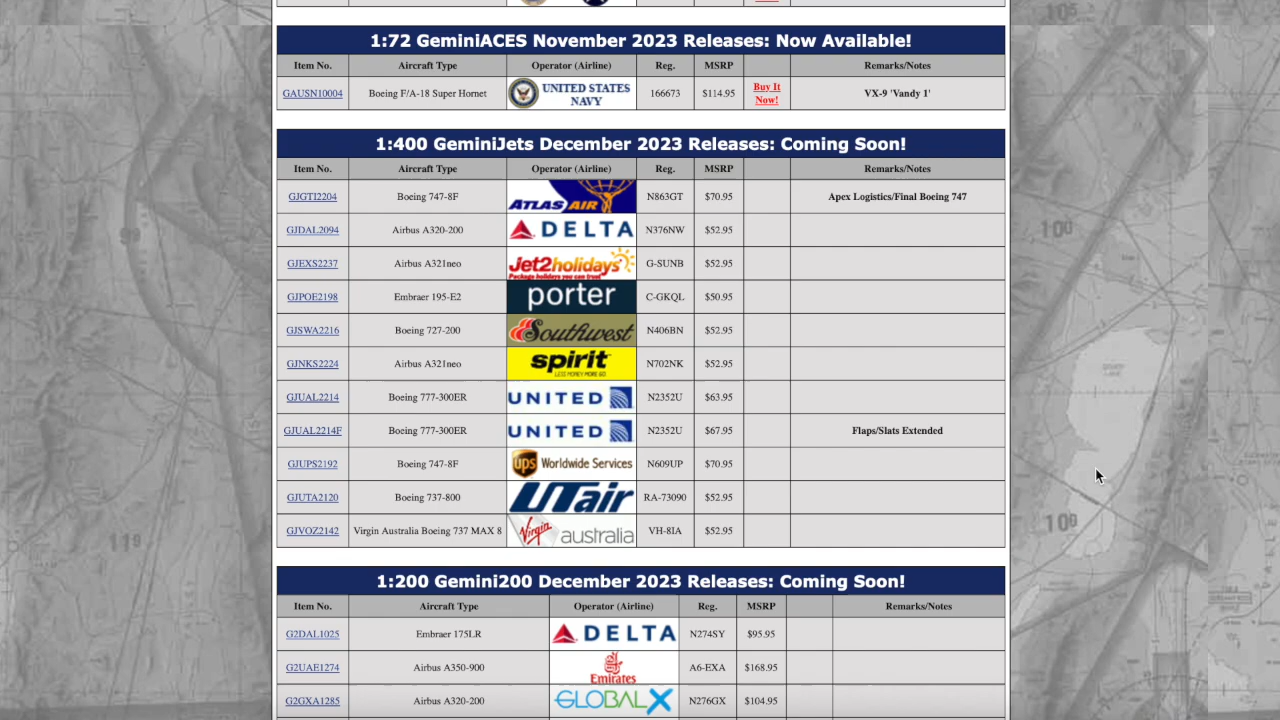 1:72 GeminiACES November 2023 Releases: Now Available!
Item No. Aircraft Type Operator (Airline) Reg. MSRP Remarks/Notes
GAUSN10004 Boeing F/A-18 Super Hornet UNITED STATES NAVY 166673 $114.95 Buy It Now! VX-9 'Vandy 1'
1:400 GeminiJets December 2023 Releases: Coming Soon!
Item No. Aircraft Type Operator (Airline) Reg. MSRP Remarks/Notes
GJGTI2204 Boeing 747-8F ATLAS AIR N863GT $70.95 Apex Logistics/Final Boeing 747
GJDAL2094 Airbus A320-200 DELTA N376NW $52.95
GJEXS2237 Airbus A321neo Jet2holidays Package holidays you can trust G-SUNB $52.95
GJPOE2198 Embraer 195-E2 porter C-GKQL $50.95
GJSWA2216 Boeing 727-200 Southwest N406BN $52.95
GJNKS2224 Airbus A321neo spirit LESS MONEY. MORE GO. N702NK $52.95
GJUAL2214 Boeing 777-300ER UNITED N2352U $63.95
GJUAL2214F Boeing 777-300ER UNITED N2352U $67.95 Flaps/Slats Extended
GJUPS2192 Boeing 747-8F ups Worldwide Services N609UP $70.95
GJUTA2120 Boeing 737-800 UTair RA-73090 $52.95
GJVOZ2142 Virgin Australia Boeing 737 MAX 8 Virgin australia VH-8IA $52.95
1:200 Gemini200 December 2023 Releases: Coming Soon!
Item No. Aircraft Type Operator (Airline) Reg. MSRP Remarks/Notes
G2DAL1025 Embraer 175LR DELTA N274SY $95.95
G2UAE1274 Airbus A350-900 Emirates A6-EXA $168.95
G2GXA1285 Airbus A320-200 GLOBALX N276GX $104.95